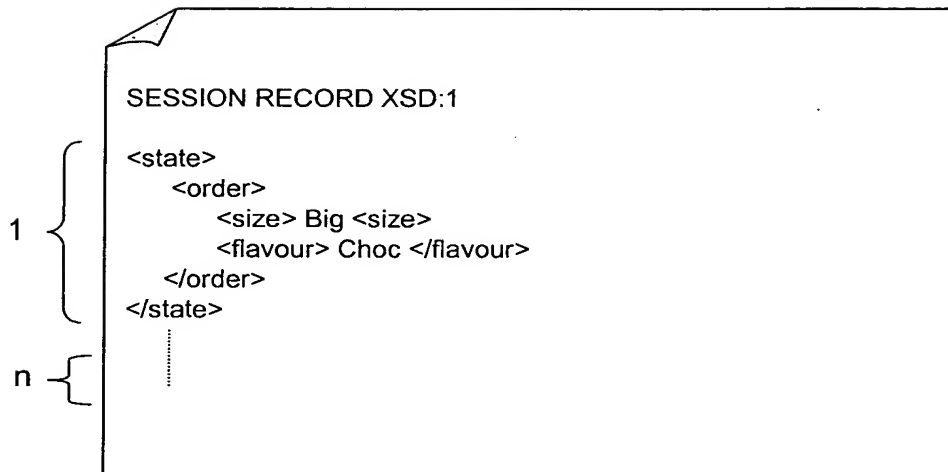 SESSION RECORD XSD:1
<state>
<order>
<size> Big <size>
<flavour> Choc </flavour>
1
</order>
</state>
n